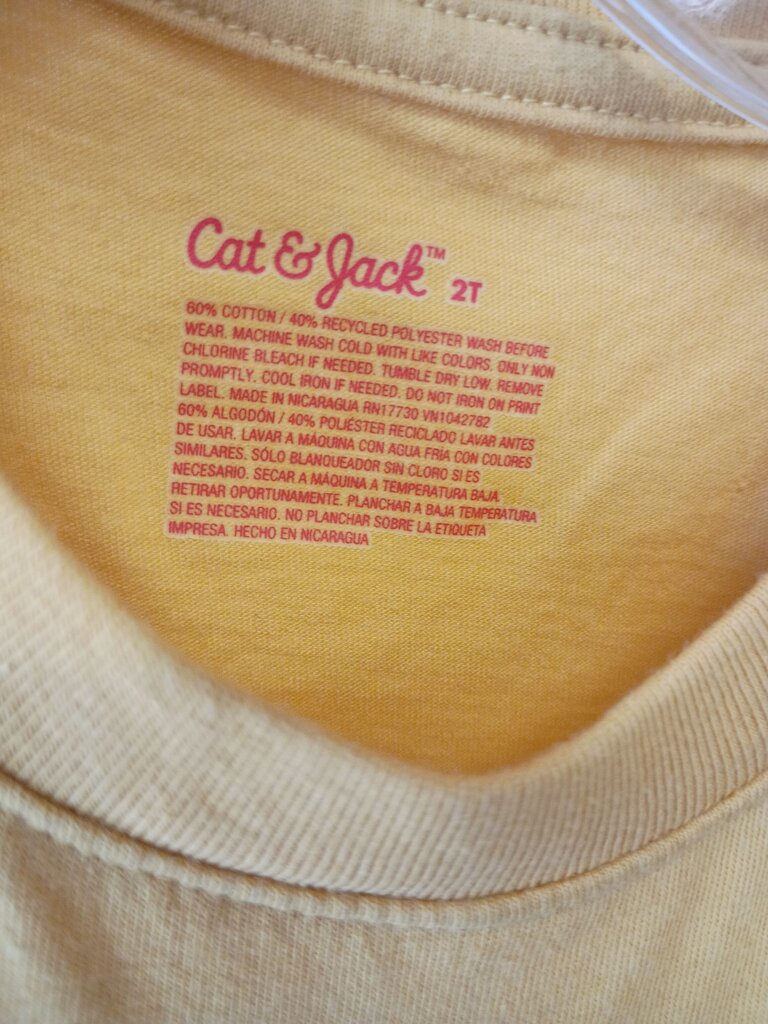 Cat & Jack™ 2T
60% COTTON / 40% RECYCLED POLYESTER WASH BEFORE
WEAR. MACHINE WASH COLD WITH LIKE COLORS. ONLY NON
CHLORINE BLEACH IF NEEDED. TUMBLE DRY LOW. REMOVE
PROMPTLY. COOL IRON IF NEEDED. DO NOT IRON ON PRINT
LABEL. MADE IN NICARAGUA RN17730 VN1042782
60% ALGODÓN / 40% POLIÉSTER RECICLADO LAVAR ANTES
DE USAR. LAVAR A MÁQUINA CON AGUA FRÍA CON COLORES
SIMILARES. SÓLO BLANQUEADOR SIN CLORO SI ES
NECESARIO. SECAR A MÁQUINA A TEMPERATURA BAJA.
RETIRAR OPORTUNAMENTE. PLANCHAR A BAJA TEMPERATURA
SI ES NECESARIO. NO PLANCHAR SOBRE LA ETIQUETA
IMPRESA. HECHO EN NICARAGUA